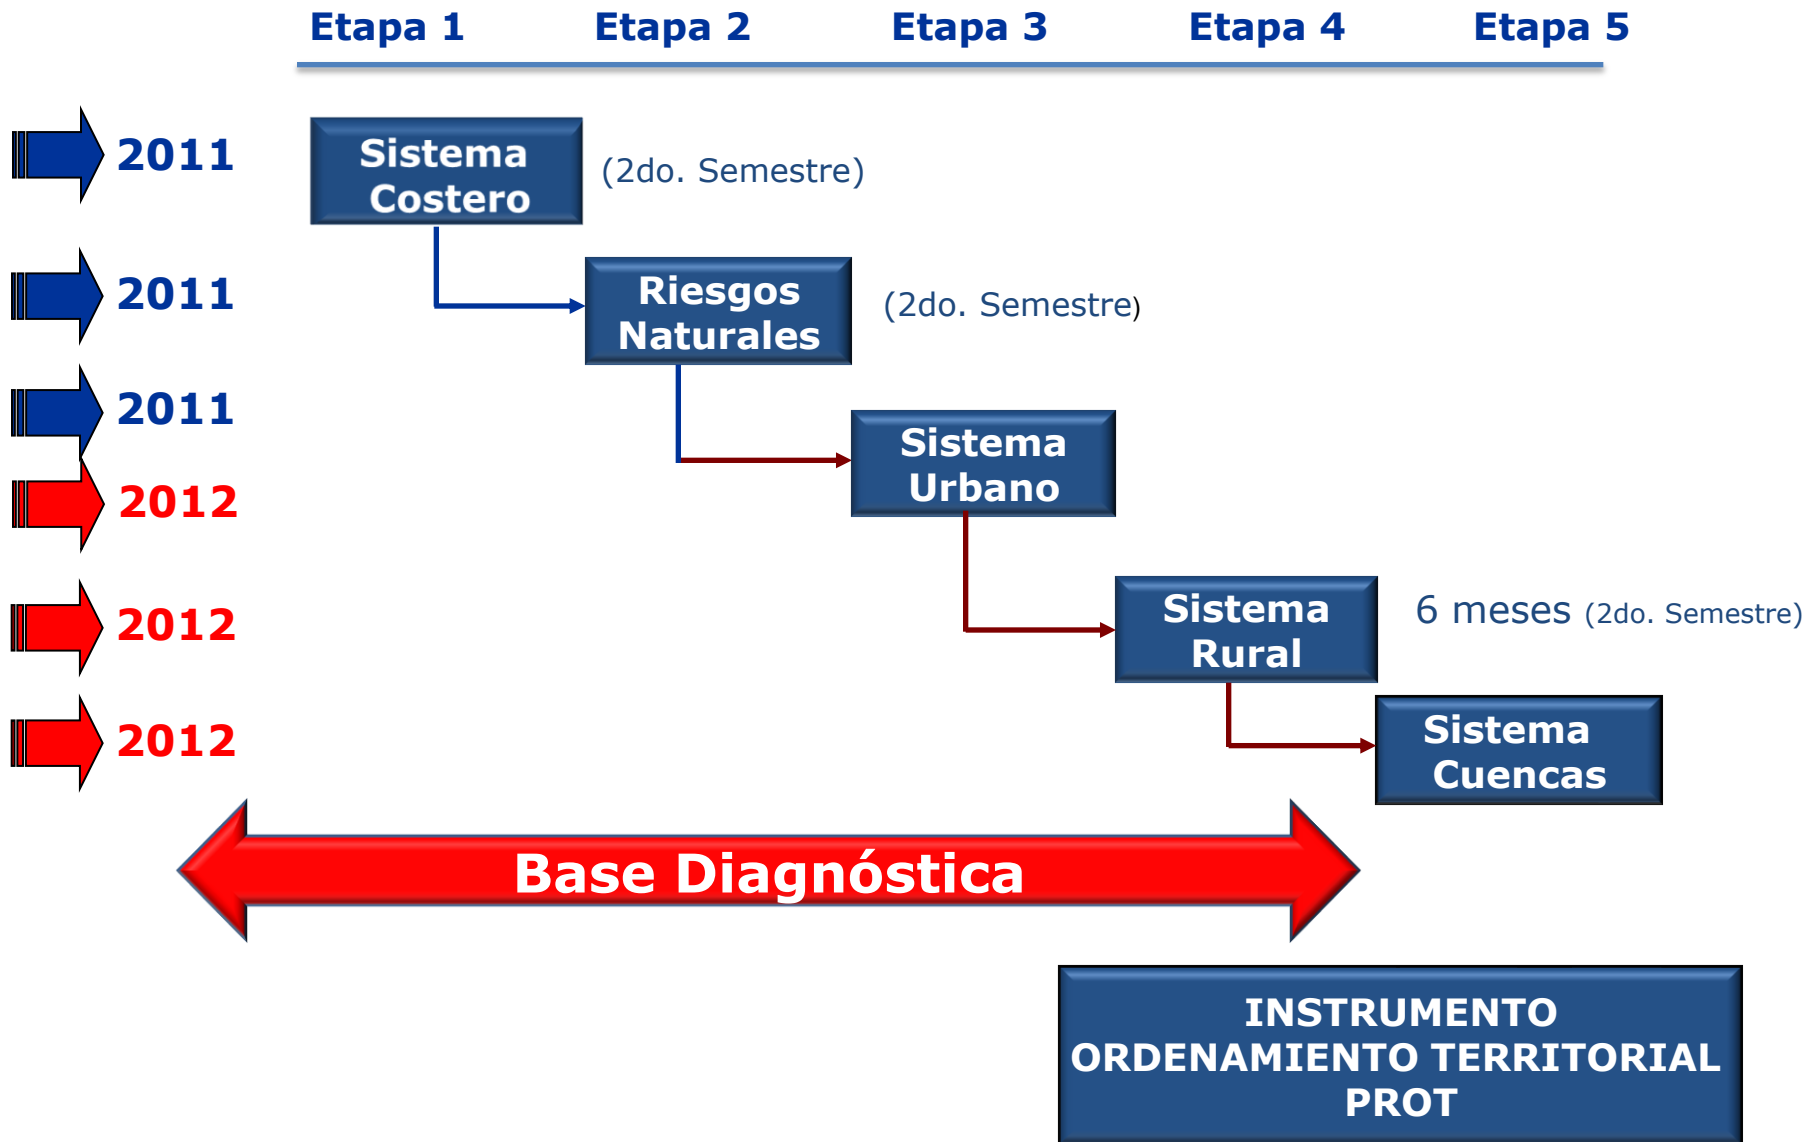 Etapa 1 Etapa 2 Etapa 3 Etapa 4 Etapa 5
2011
Sistema
Costero
(2do. Semestre)
2011
Riesgos
Naturales
(2do. Semestre)
2011
Sistema
Urbano
2012
2012
Sistema
Rural
6 meses (2do. Semestre)
2012
Sistema
Cuencas
Base Diagnóstica
INSTRUMENTO
ORDENAMIENTO TERRITORIAL
PROT